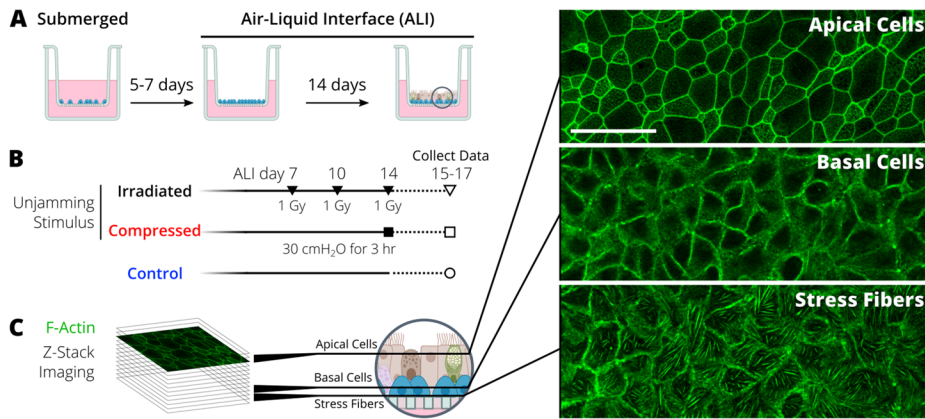 A
Submerged
Air-Liquid Interface (ALI)
5-7 days
14 days
B
Collect Data
ALI day 7 10 14 15-17
Unjamming
Stimulus
Irradiated
1 Gy 1 Gy 1 Gy
Compressed
30 cmH₂O for 3 hr
Control
C
F-Actin
Z-Stack
Imaging
Apical Cells
Basal Cells
Stress Fibers
Apical Cells
Basal Cells
Stress Fibers